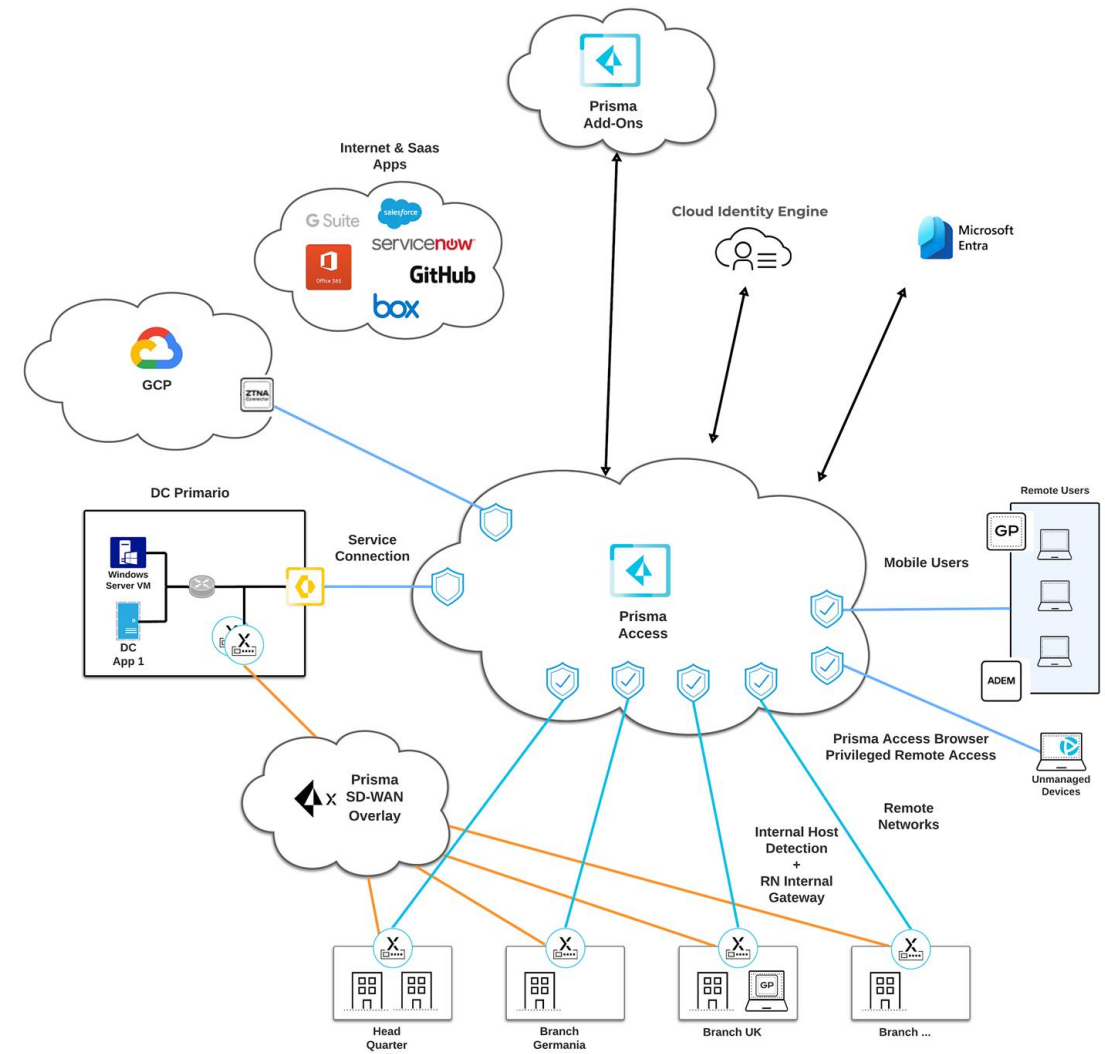 Prisma
Add-Ons
Internet & Saas
Apps
G Suite
salesforce
servicenow
Office 365
GitHub
box
Cloud Identity Engine
Microsoft
Entra
GCP
ZTNA
Connector
DC Primario
Windows
Server VM
DC
App 1
Service
Connection
Prisma
Access
Mobile Users
Remote Users
GP
ADEM
Prisma Access Browser
Privileged Remote Access
Unmanaged
Devices
Prisma
SD-WAN
Overlay
X
Remote
Networks
Internal Host
Detection
+
RN Internal
Gateway
X
X
X
X
X
X
GP
Head
Quarter
Branch
Germania
Branch UK
Branch ...